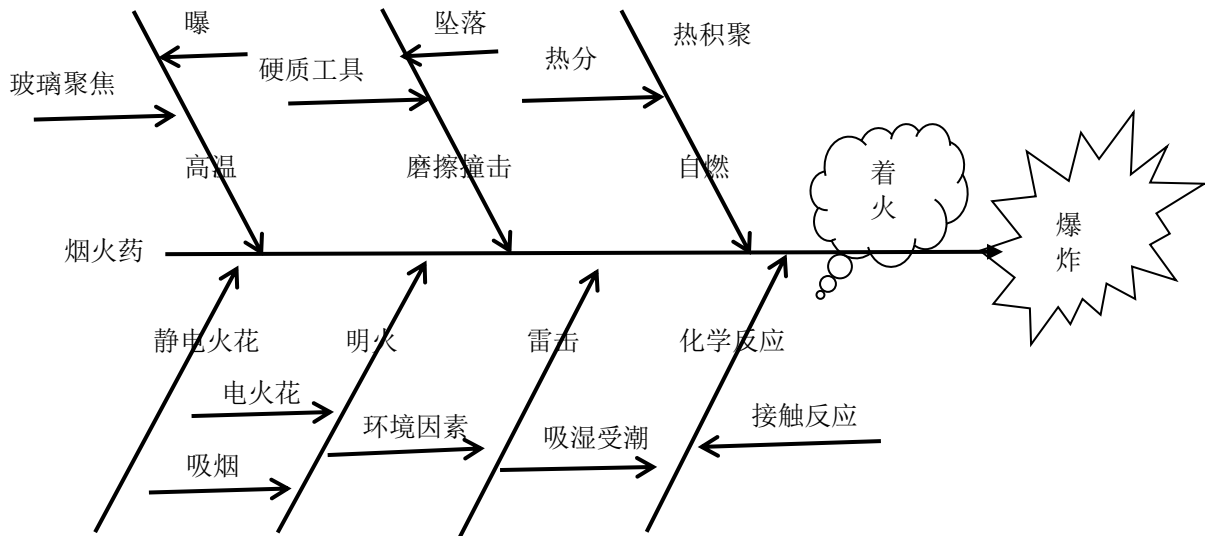 曝
坠落
热积聚
热分
硬质工具
玻璃聚焦
高温
磨擦撞击
自燃
着
火
爆
炸
烟火药
静电火花
明火
雷击
化学反应
电火花
环境因素
吸湿受潮
接触反应
吸烟